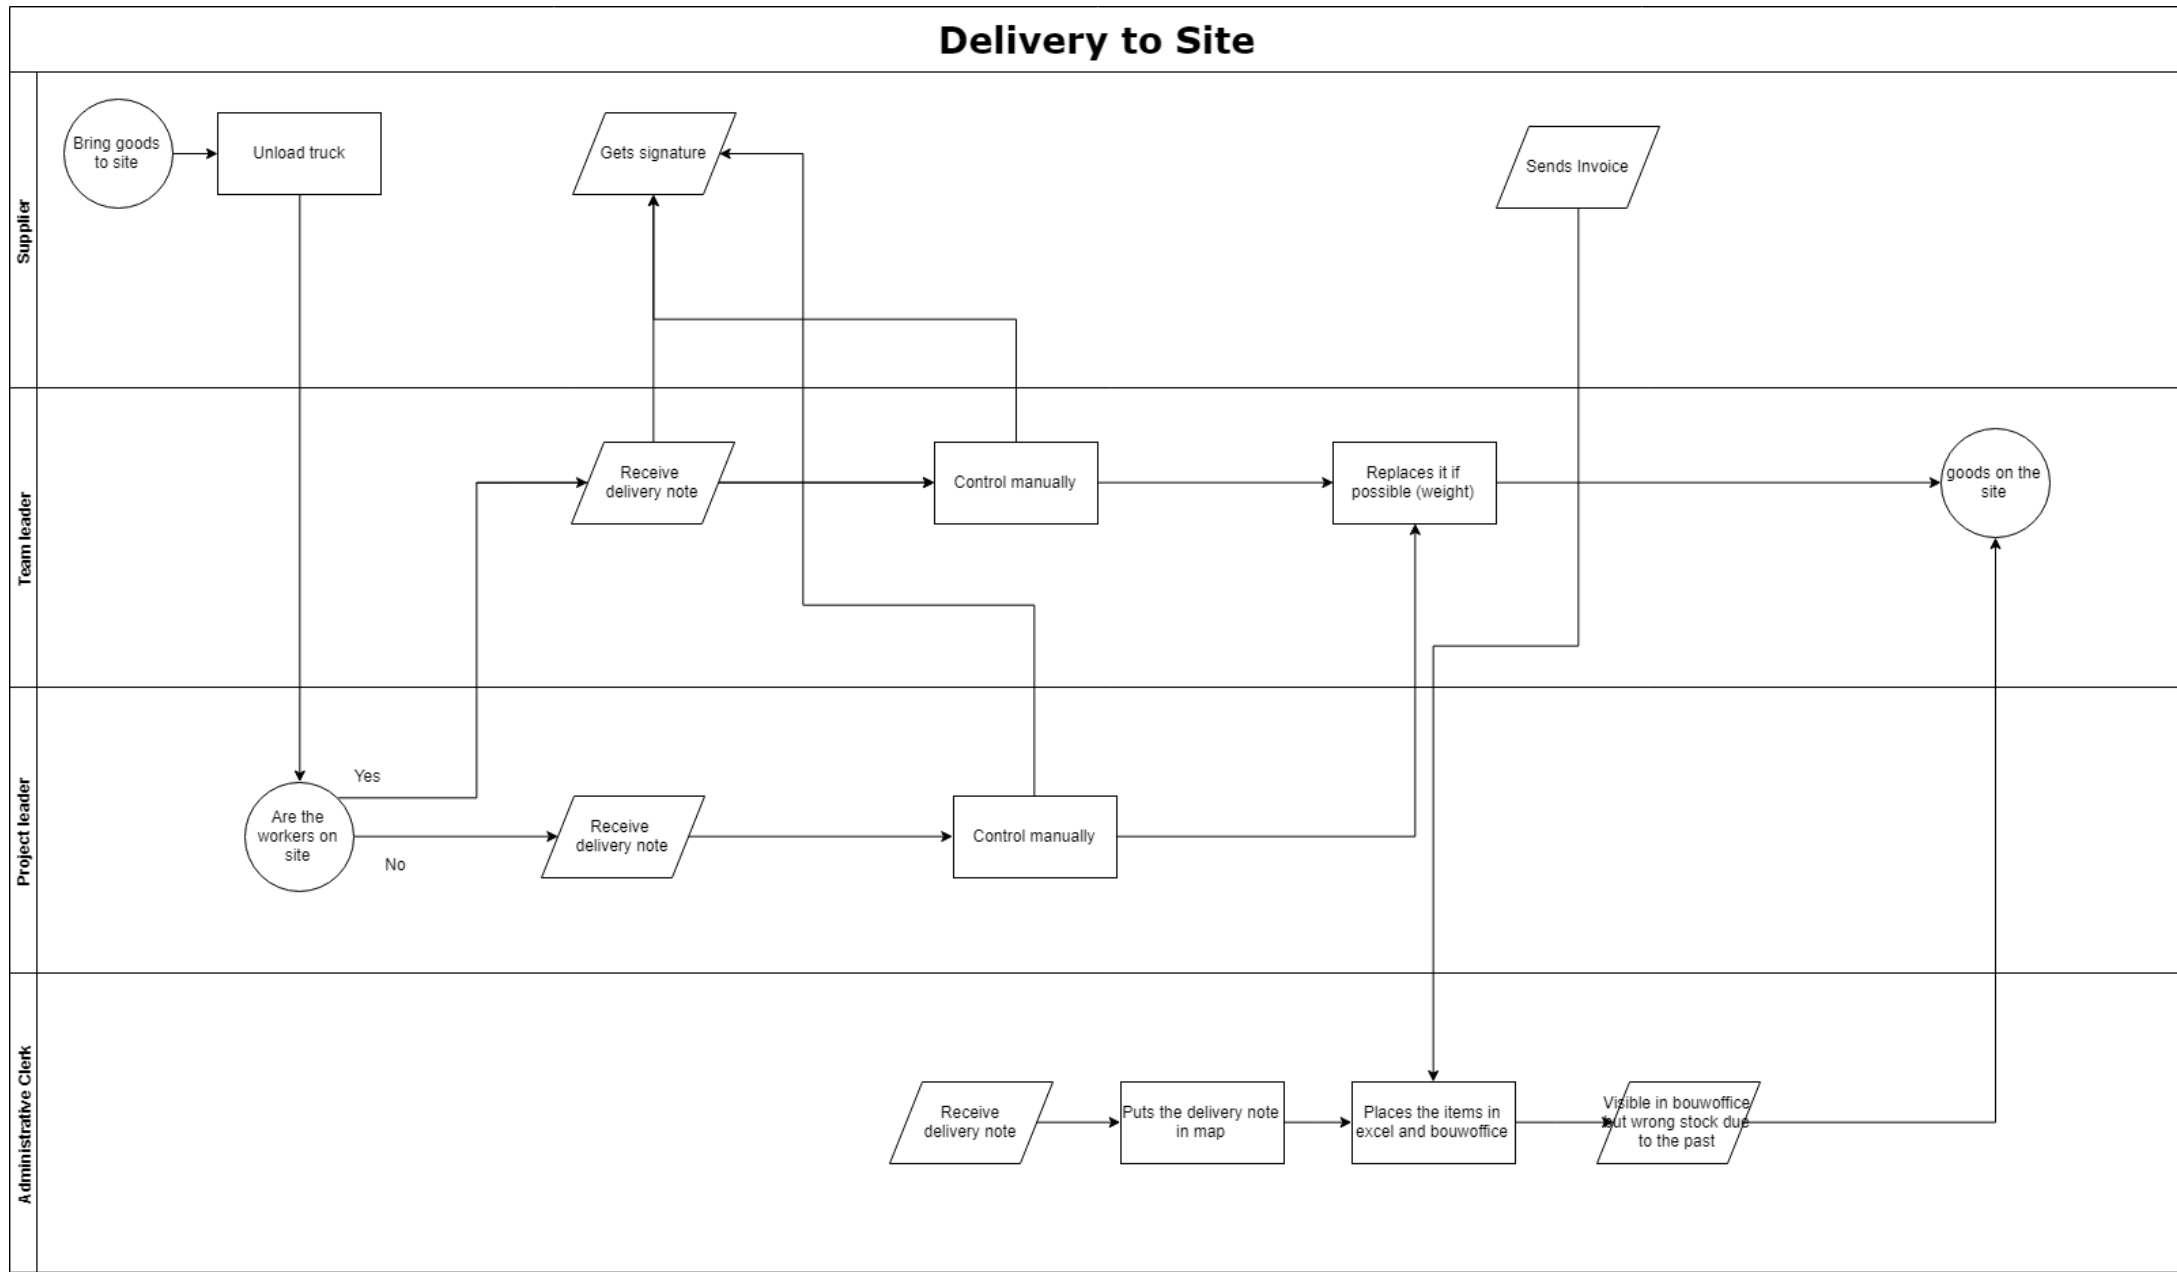 Delivery to Site
Supplier
Bring goods
to site
Unload truck
Gets signature
Sends Invoice
Team leader
Receive
delivery note
Control manually
Replaces it if
possible (weight)
goods on the
site
Project leader
Are the
workers on
site
Yes
No
Receive
delivery note
Control manually
Administrative Clerk
Receive
delivery note
Puts the delivery note
in map
Places the items in
excel and bouwoffice
Visible in bouwoffice
but wrong stock due
to the past